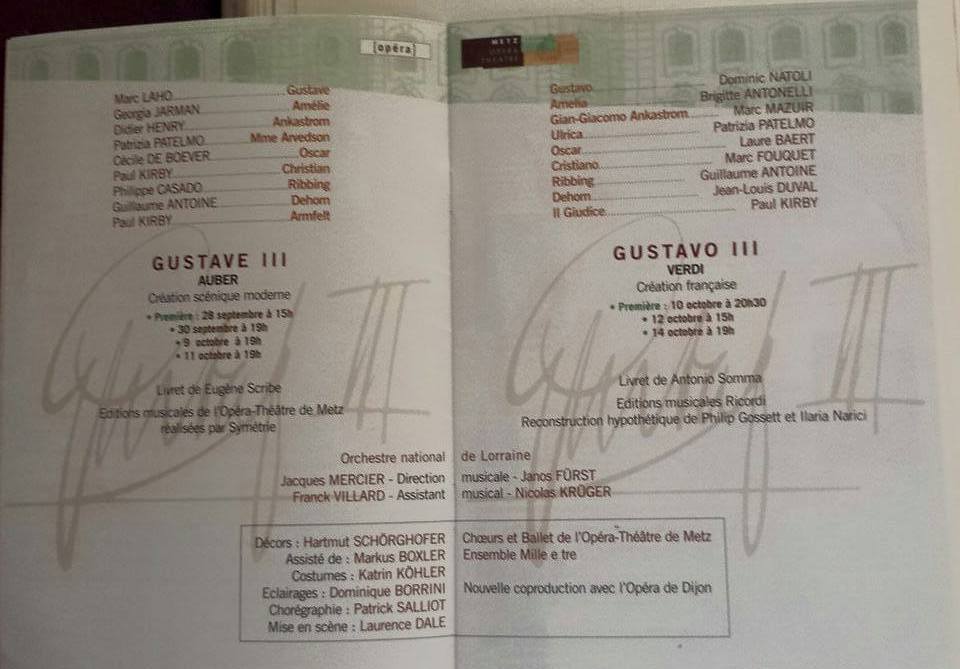 [opéra]
Marc LAHO Gustave
Georgia JARMAN Amélie
Didier HENRY Ankastrom
Patrizia PATELMO Mme Arvedson
Cécile DE BOEVER Oscar
Paul KIRBY Christian
Philippe CASADO Ribbing
Guillaume ANTOINE Dehorn
Paul KIRBY Armfelt
GUSTAVE III
AUBER
Création scénique moderne
• Première : 28 septembre à 15h
• 30 septembre à 19h
• 9 octobre à 19h
• 11 octobre à 19h
Livret de Eugène Scribe
Editions musicales de l'Opéra-Théâtre de Metz
réalisées par Symétrie
METZ
OPÉRA
THÉÂTRE
Gustavo Dominic NATOLI
Amelia Brigitte ANTONELLI
Gian-Giacomo Ankastrom Marc MAZUIR
Ulrica Patrizia PATELMO
Oscar Laure BAERT
Cristiano Marc FOUQUET
Ribbing Guillaume ANTOINE
Dehorn Jean-Louis DUVAL
Il Giudice Paul KIRBY
GUSTAVO III
VERDI
Création française
• Première : 10 octobre à 20h30
• 12 octobre à 15h
• 14 octobre à 19h
Livret de Antonio Somma
Editions musicales Ricordi
Reconstruction hypothétique de Philip Gossett et Ilaria Narici
Orchestre national de Lorraine
Jacques MERCIER - Direction musicale - Janos FÜRST
Franck VILLARD - Assistant musical - Nicolas KRÜGER
Décors : Hartmut SCHÖRGHOFER
Assisté de : Markus BOXLER
Costumes : Katrin KÖHLER
Eclairages : Dominique BORRINI
Chorégraphie : Patrick SALLIOT
Mise en scène : Laurence DALE
Chœurs et Ballet de l'Opéra-Théâtre de Metz
Ensemble Mille e tre
Nouvelle coproduction avec l'Opéra de Dijon